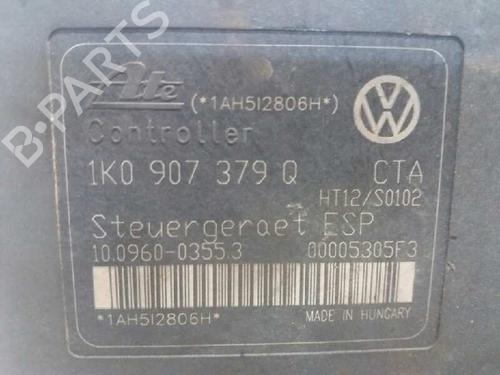 Ate (*1AH5I2806H*)
Controller
1K0 907 379 Q CTA
HT12/S0102
Steuergeraet ESP
10.0960-0355.3 00005305F3
*1AH5I2806H*
MADE IN HUNGARY
B-PARTS